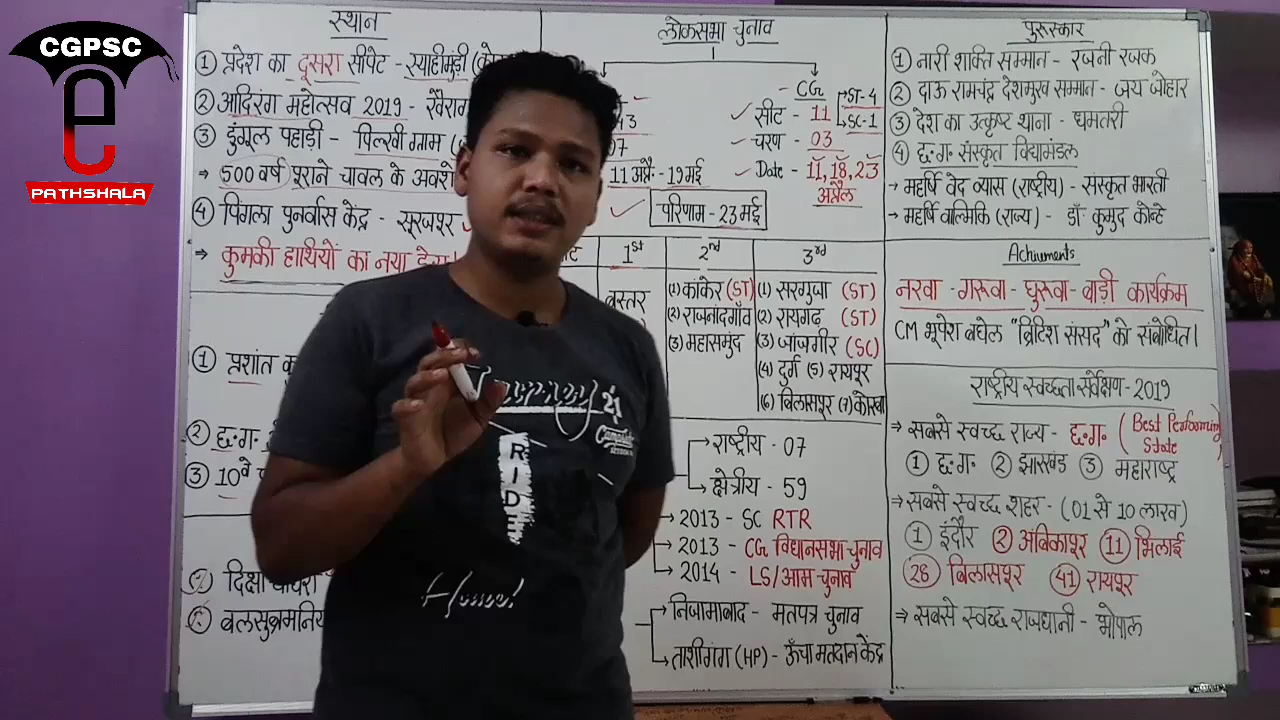 CGPSC
e
PATHSHALA
स्थान
① प्रदेश का दूसरा सीपेट - स्याहीमुड़ी
② आदिरंग महोत्सव 2019 -
③ डुंगूल पहाड़ी - पिल्खी ग्राम
→ 500 वर्ष पुराने चावल के
④ पिंगला पुनर्वास केंद्र - सूरजपूर
→ कुमकी हाथियों का नया
① प्रशांत
② छ.ग.
③ 10वे
दिक्षा
बलसुब्रमनिय
लोकसभा चुनाव
CG
सीट - 11
ST-4
SC-1
07
चरण - 03
11 अप्रै - 19 मई
Date - 11, 18, 23
अप्रैल
परिणाम - 23 मई
1st
2nd
3rd
बस्तर
(1) कांकेर (ST)
(2) राजनांदगाँव
(3) महासमुंद
(1) सरगुजा (ST)
(2) रायगढ (ST)
(3) जांजगीर (SC)
(4) दुर्ग (5) रायपूर
(6) बिलासपूर (7) कोरबा
राष्ट्रीय - 07
क्षेत्रीय - 59
2013 - SC RTR
2013 - CG विधानसभा चुनाव
2014 - LS/आम चुनाव
निजामाबाद - मतपत्र चुनाव
ताशीगंग (HP) - ऊँचा मतदान केंद्र
पुरूस्कार
① नारी शक्ति सम्मान - रजनी रजक
② दाऊ रामचंद्र देशमुख सम्मान - जय जोहार
③ देश का उत्कृष्ट थाना - धमतरी
④ छ.ग. संस्कृत विद्यामंडल
→ महर्षि वेद व्यास (राष्ट्रीय) - संस्कृत भारती
→ महर्षि वाल्मिकि (राज्य) - डॉ. कुमुद कान्हे
Achiuments
नरवा - गरूवा - घुरूवा - बाड़ी कार्यक्रम
CM भूपेश बघेल "ब्रिटिश संसद" को संबोधित।
राष्ट्रीय स्वच्छता सर्वेक्षण - 2019
→ सबसे स्वच्छ राज्य - छ.ग. (Best Performing State)
① छ.ग. ② झारखंड ③ महाराष्ट्र
→ सबसे स्वच्छ शहर - (01 से 10 लाख)
① इंदौर ② अंबिकापूर ⑪ भिलाई
㉘ बिलासपूर ㊶ रायपूर
→ सबसे स्वच्छ राजधानी - भोपाल
21
RIDE